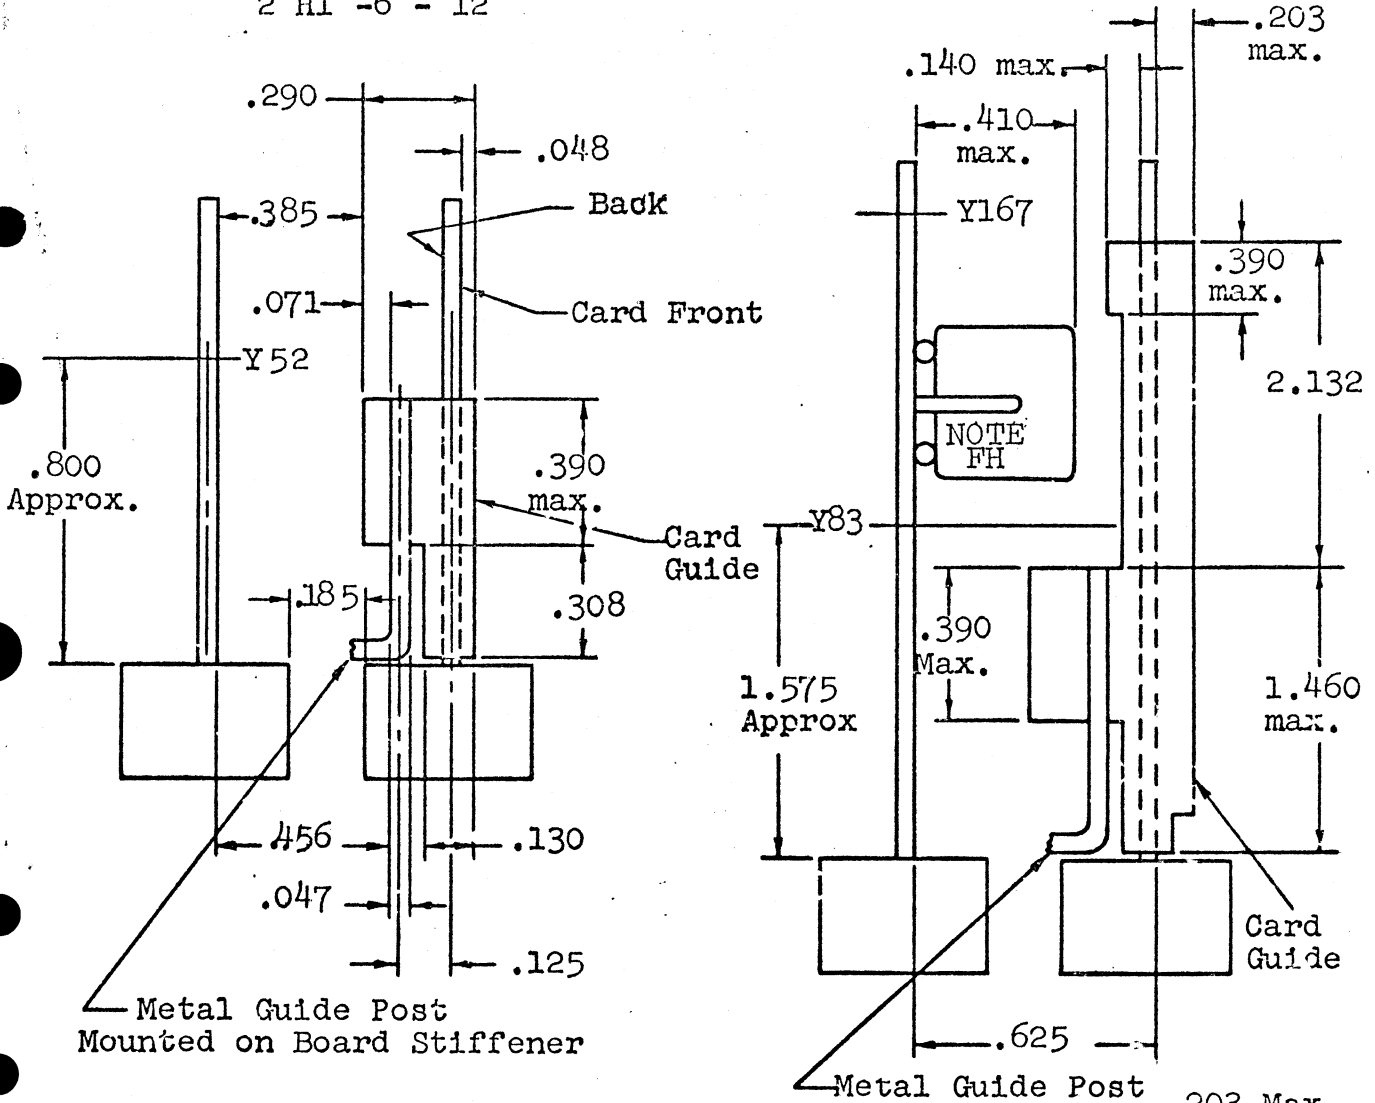 2 HI -6 - 12
.290
.048
Back
.385
.071
Card Front
Y52
.800
Approx.
.390
max.
Card
Guide
.185
.308
.456
.130
.047
.125
Metal Guide Post
Mounted on Board Stiffener
.203
max.
.140 max.
.410
max.
Y167
.390
max.
2.132
NOTE
FH
Y83
.390
Max.
1.575
Approx
1.460
max.
Card
Guide
.625
Metal Guide Post
.203 Max